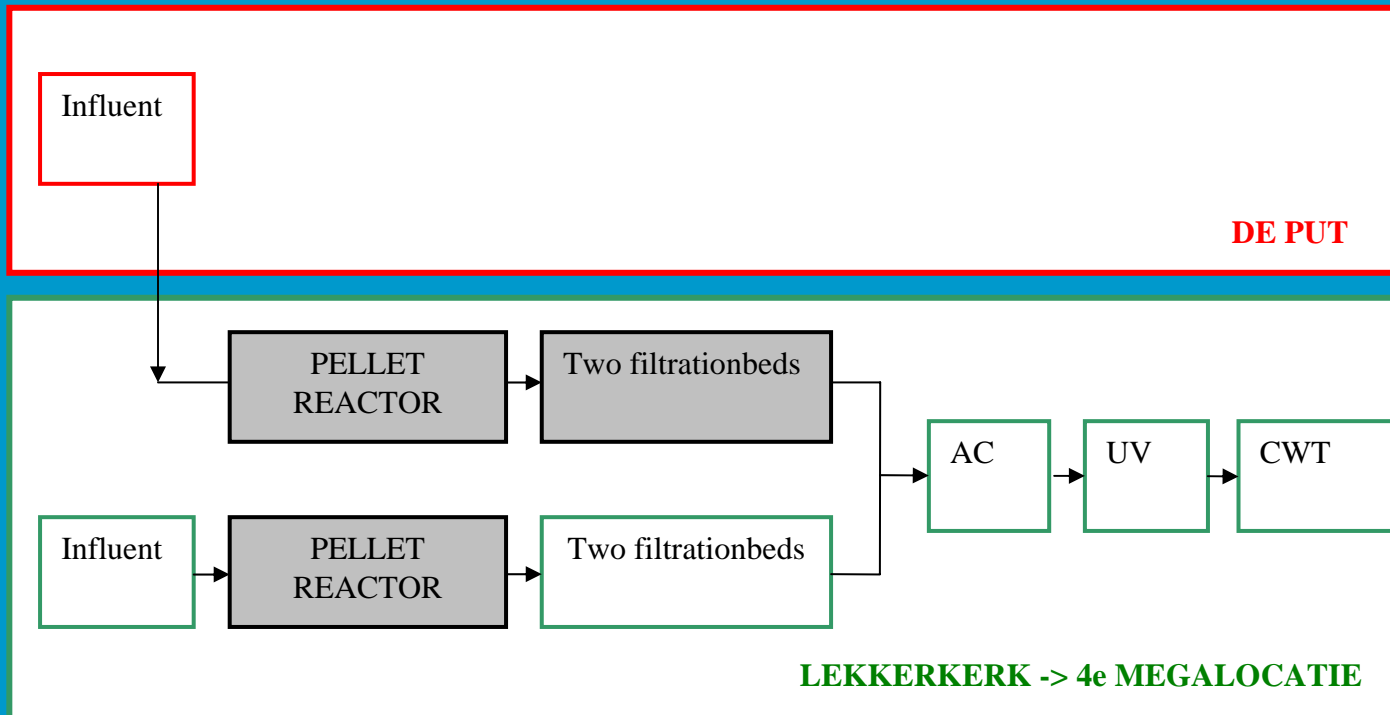 Influent
DE PUT
PELLET
REACTOR
Two filtrationbeds
AC
UV
CWT
Influent
PELLET
REACTOR
Two filtrationbeds
LEKKERKERK -> 4e MEGALOCATIE